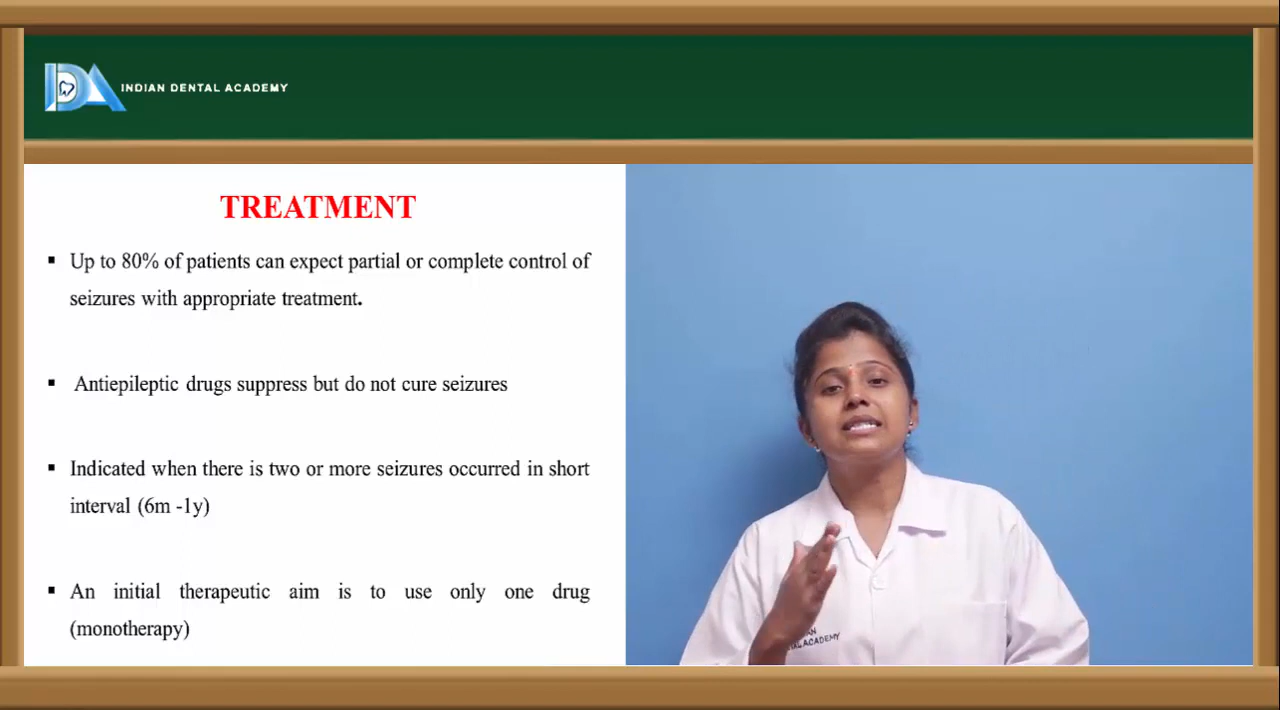 INDIAN DENTAL ACADEMY
TREATMENT
▪ Up to 80% of patients can expect partial or complete control of
seizures with appropriate treatment.
▪ Antiepileptic drugs suppress but do not cure seizures
▪ Indicated when there is two or more seizures occurred in short
interval (6m -1y)
▪ An initial therapeutic aim is to use only one drug
(monotherapy)
ACADEMY